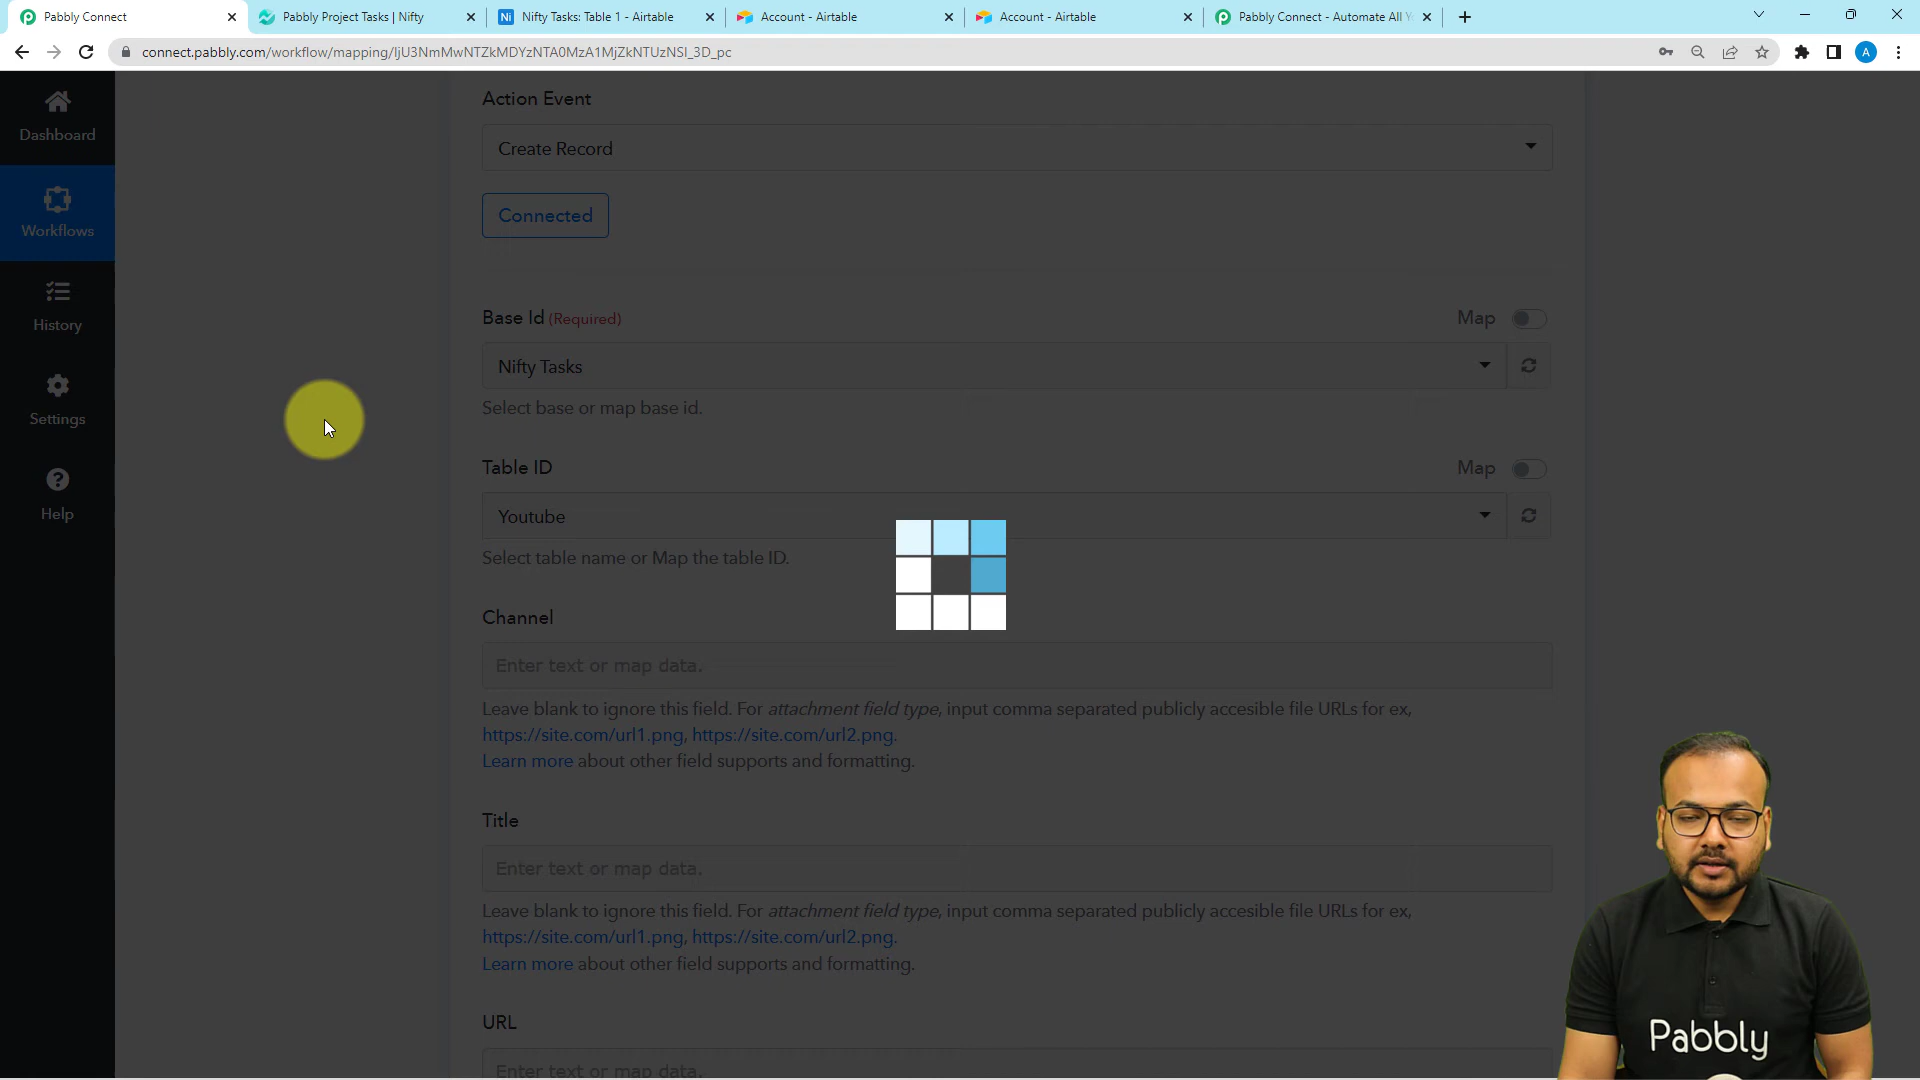 Pabbly Connect
Pabbly Project Tasks | Nifty
Ni
Nifty Tasks: Table 1 - Airtable
Account - Airtable
Account - Airtable
Pabbly Connect - Automate All Y
connect.pabbly.com/workflow/mapping/IjU3NmMwNTZkMDYzNTA0MzA1MjZkNTUzNSI_3D_pc
A
Dashboard
Workflows
History
Settings
Help
Action Event
Create Record
Connected
Base Id (Required)
Map
Nifty Tasks
Select base or map base id.
Table ID
Map
Youtube
Select table name or Map the table ID.
Channel
Enter text or map data.
Leave blank to ignore this field. For attachment field type, input comma separated publicly accesible file URLs for ex,
https://site.com/url1.png, https://site.com/url2.png.
Learn more about other field supports and formatting.
Title
Enter text or map data.
Leave blank to ignore this field. For attachment field type, input comma separated publicly accesible file URLs for ex,
https://site.com/url1.png, https://site.com/url2.png.
Learn more about other field supports and formatting.
URL
Enter text or map data.
Pabbly